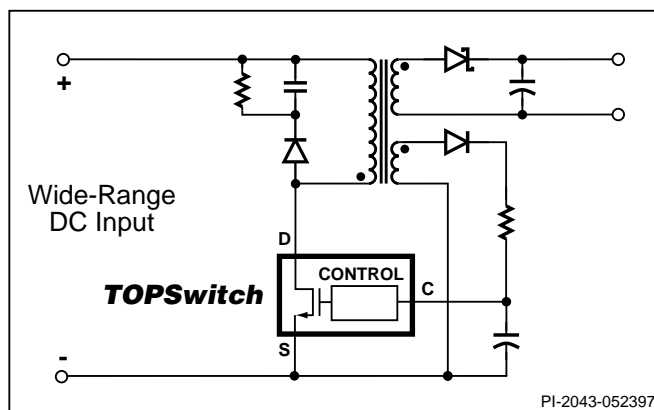 +
Wide-Range
DC Input
D
CONTROL
C
TOPSwitch
S
-
PI-2043-052397